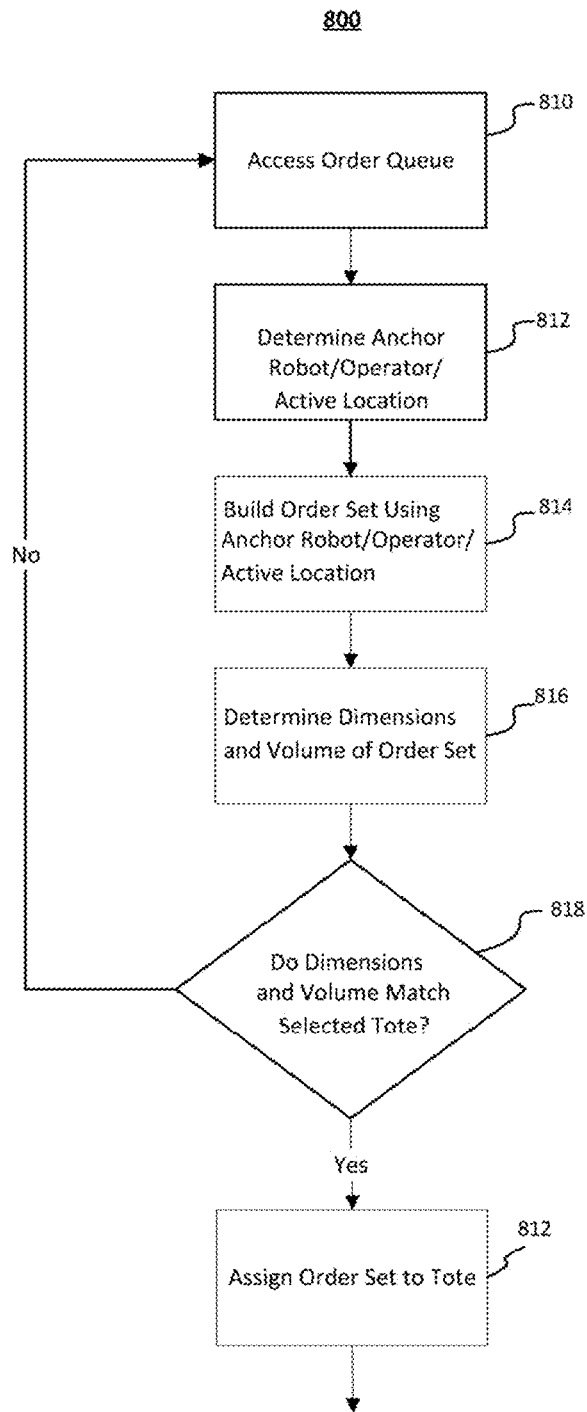 800
810
Access Order Queue
812
Determine Anchor
Robot/Operator/
Active Location
814
Build Order Set Using
Anchor Robot/Operator/
Active Location
No
816
Determine Dimensions
and Volume of Order Set
818
Do Dimensions
and Volume Match
Selected Tote?
Yes
812
Assign Order Set to Tote